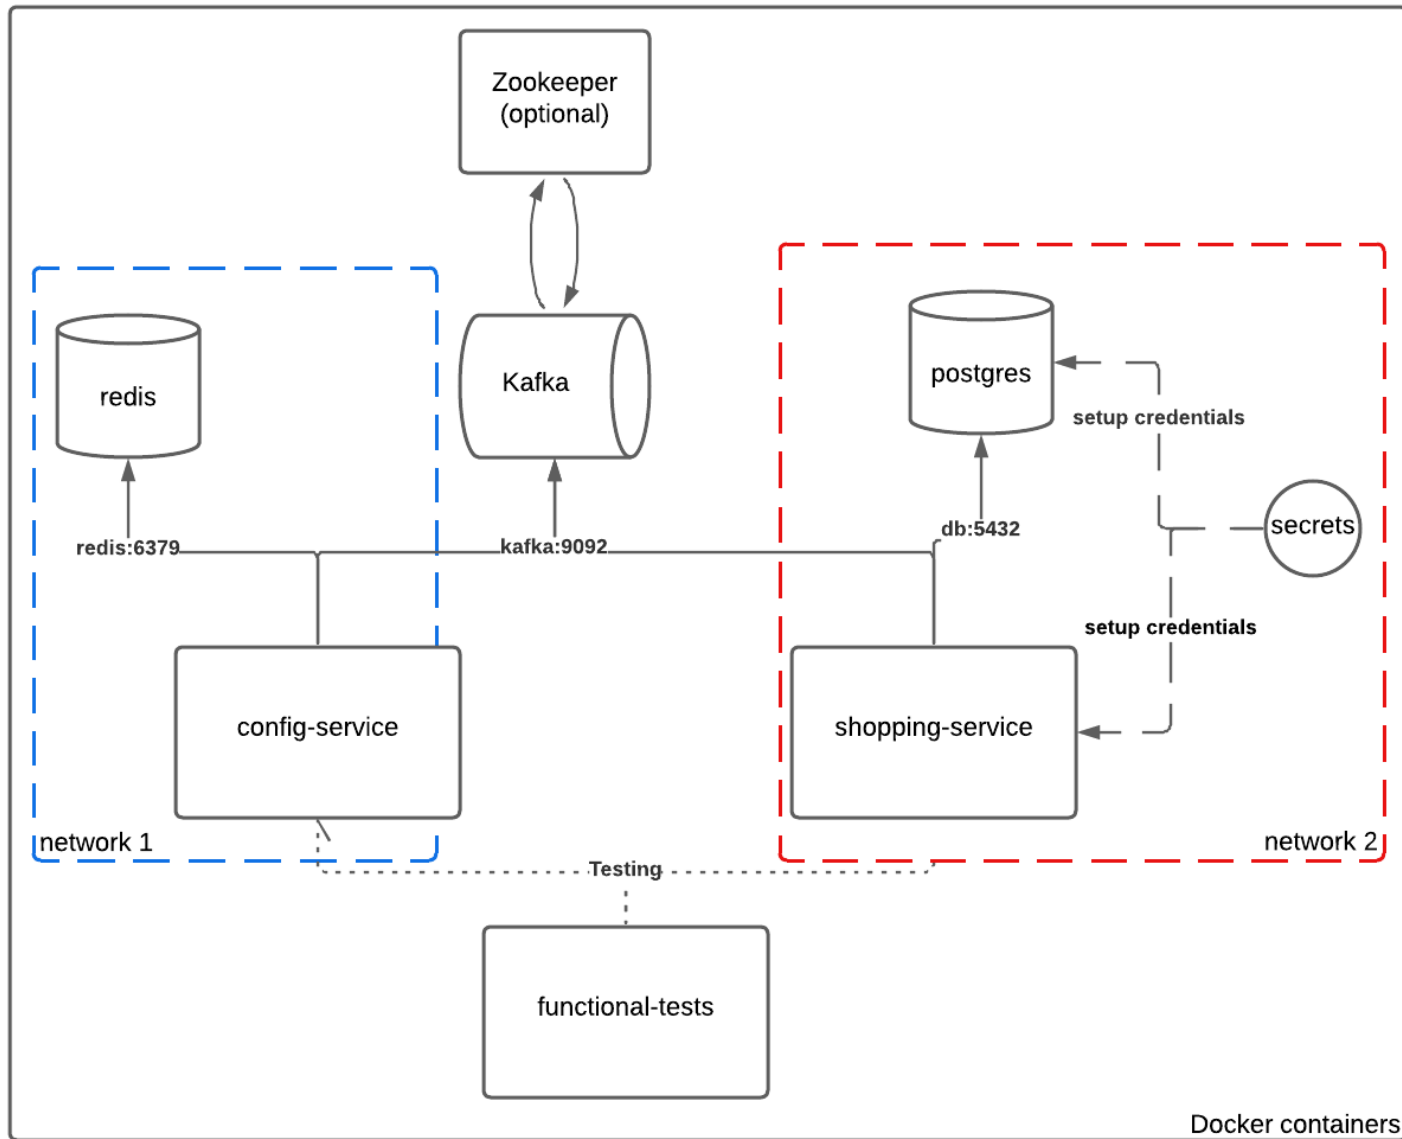 Zookeeper
(optional)
redis
Kafka
postgres
setup credentials
secrets
redis:6379
kafka:9092
db:5432
setup credentials
config-service
shopping-service
network 1
network 2
Testing
functional-tests
Docker containers